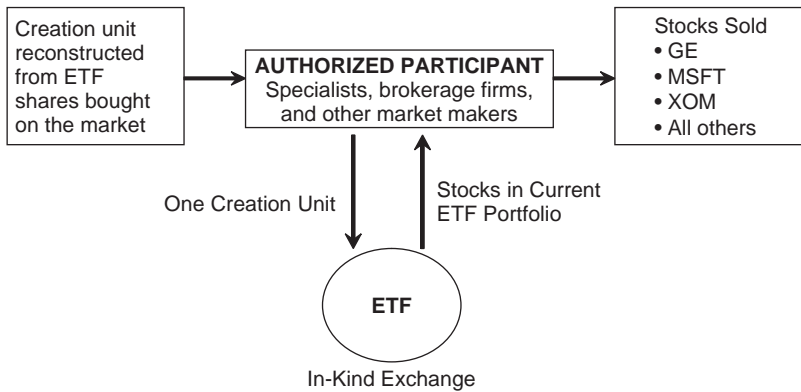 Creation unit
reconstructed
from ETF
shares bought
on the market
AUTHORIZED PARTICIPANT
Specialists, brokerage firms,
and other market makers
Stocks Sold
• GE
• MSFT
• XOM
• All others
One Creation Unit
Stocks in Current
ETF Portfolio
ETF
In-Kind Exchange